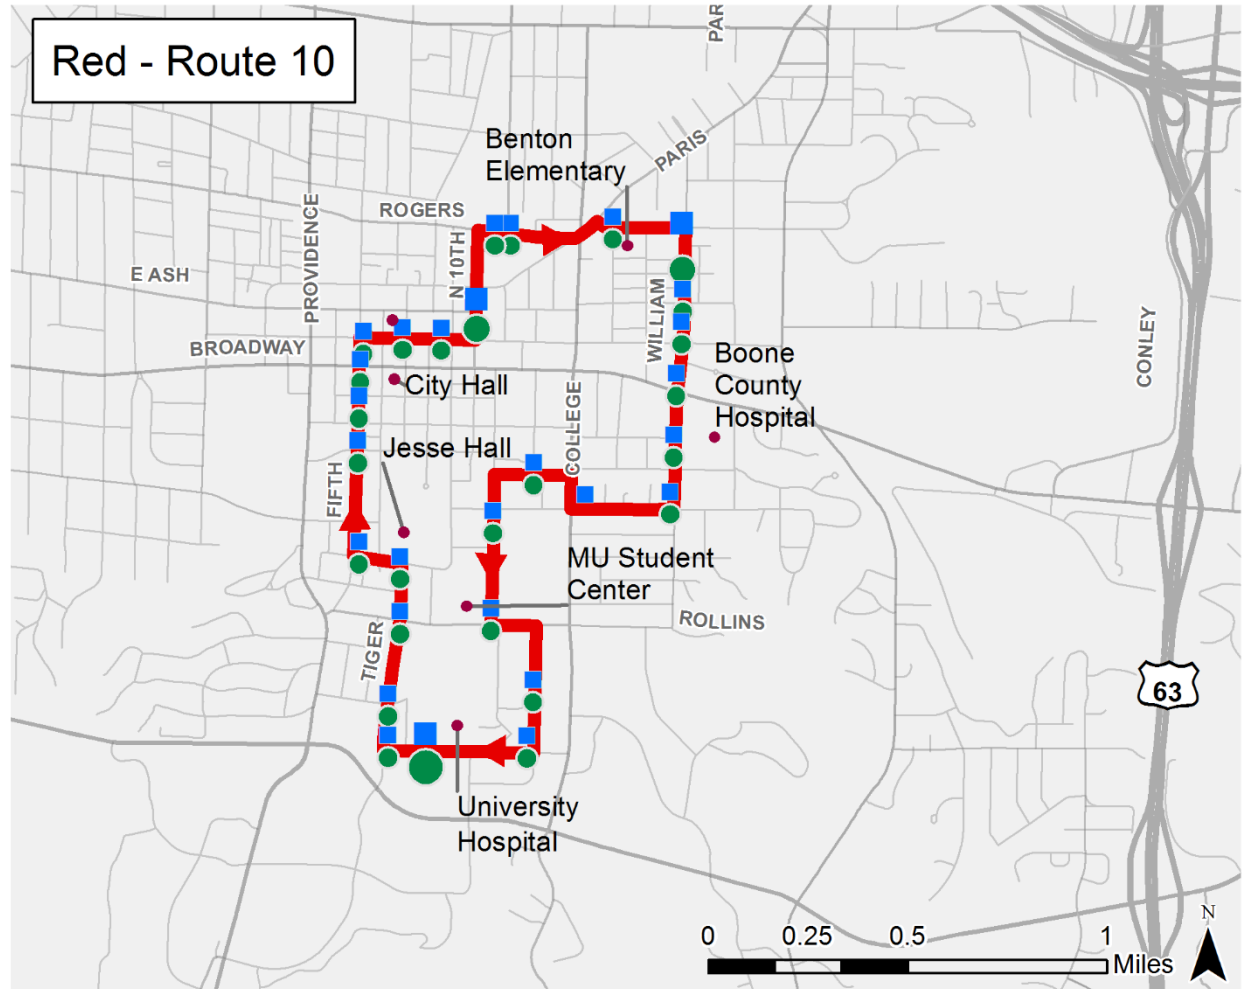 Red - Route 10
PAR
Benton
Elementary
PARIS
ROGERS
PROVIDENCE
N 10TH
E ASH
WILLIAM
CONLEY
BROADWAY
Boone
County
Hospital
City Hall
COLLEGE
Jesse Hall
FIFTH
MU Student
Center
ROLLINS
TIGER
63
University
Hospital
N
0 0.25 0.5 1
Miles